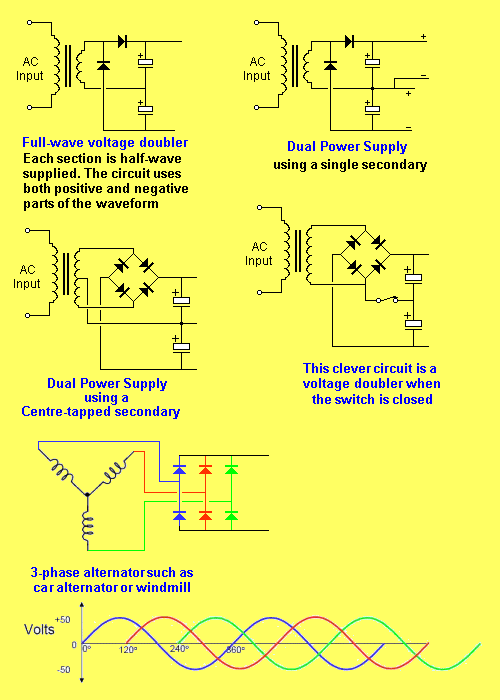 AC
Input
+
+
Full-wave voltage doubler
Each section is half-wave
supplied. The circuit uses
both positive and negative
parts of the waveform
AC
Input
+
+
+
−
+
−
Dual Power Supply
using a single secondary
AC
Input
+
+
Dual Power Supply
using a
Centre-tapped secondary
AC
Input
+
+
This clever circuit is a
voltage doubler when
the switch is closed
3-phase alternator such as
car alternator or windmill
Volts
+50
0
-50
0° 120° 240° 360°